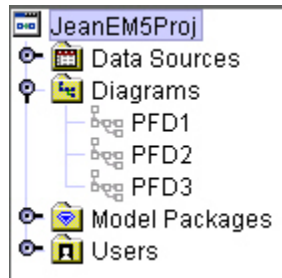 JeanEM5Proj
Data Sources
Diagrams
PFD1
PFD2
PFD3
Model Packages
Users